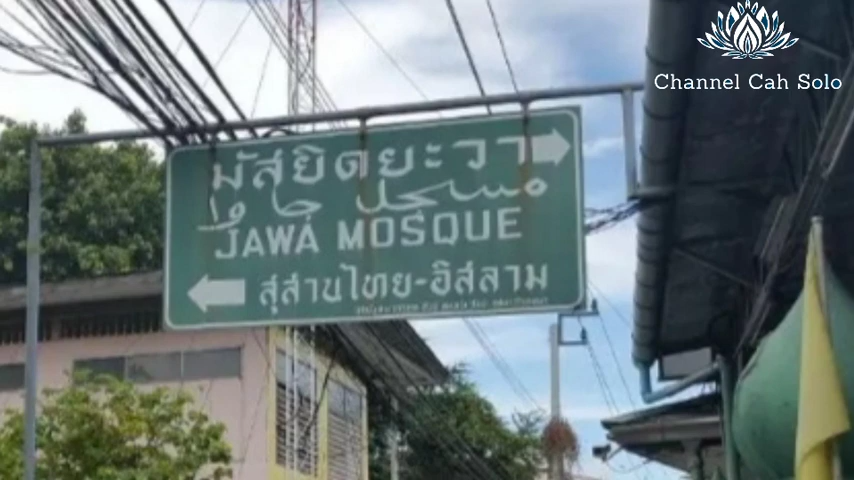 Channel Cah Solo
มัสยิดยะวา
مسجد جاوا
JAWA MOSQUE
สุสานไทย-อิสลาม